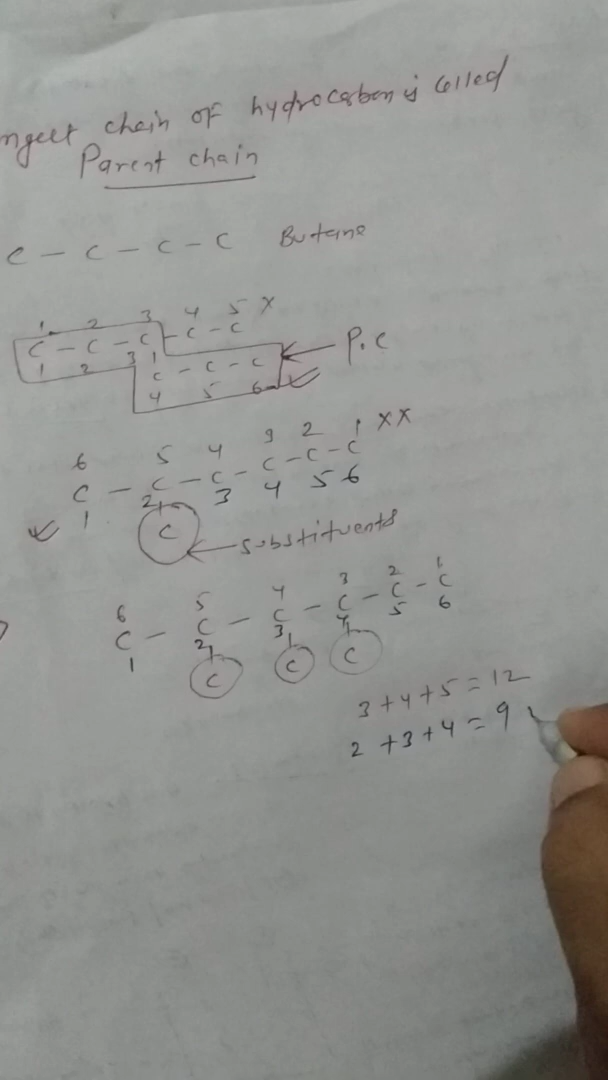 chain of hydrocarbon is called
Parent chain
C - C - C - C Butane
1 2 3 4 5 X
C - C - C - C - C
1 2 3 C - C - C P.C
4 5 6
6 5 4 3 2 1 XX
C - C - C - C - C - C
1 2 3 4 5 6
C substituents
6 5 4 3 2 1
C - C - C - C - C - C
1 2 3 4 5 6
C C C
3 + 4 + 5 = 12
2 + 3 + 4 = 9